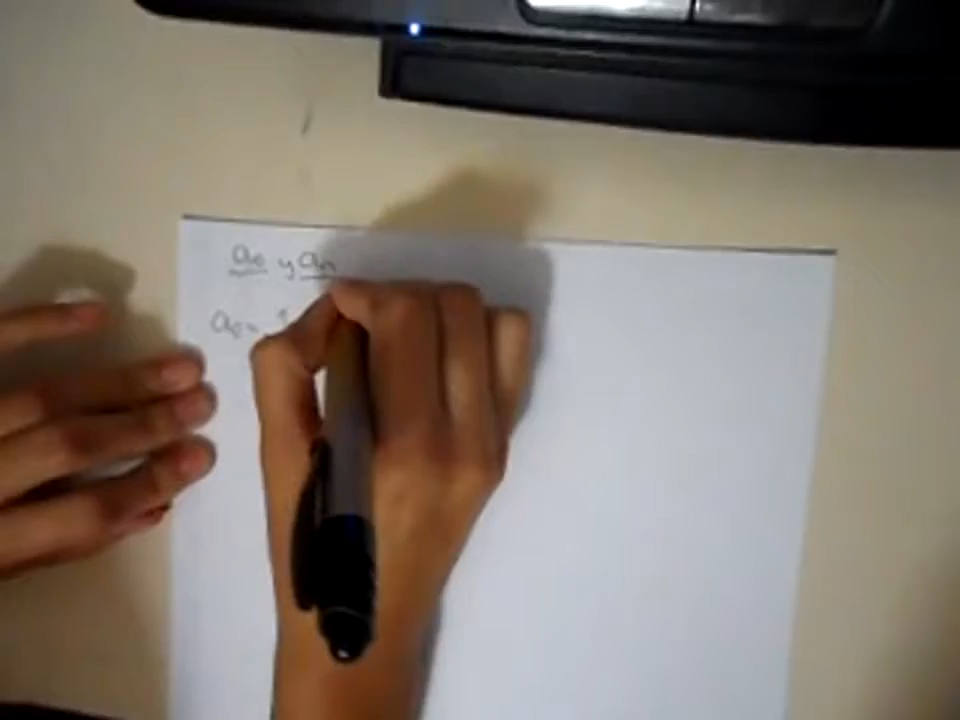 a₀ y aₙ
a₀ =